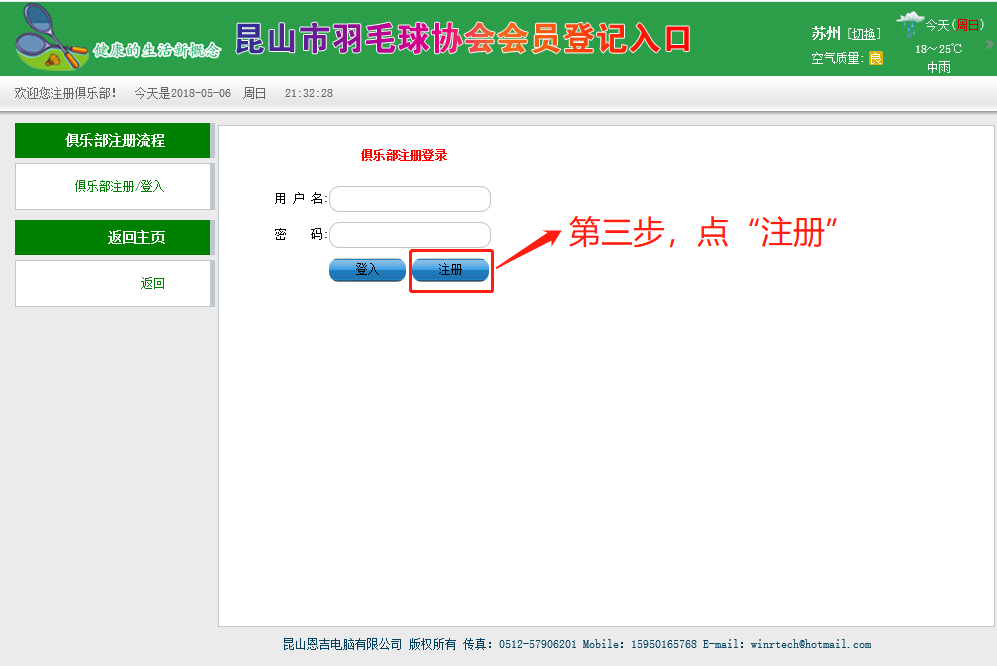 健康的生活新概念
昆山市羽毛球协会会员登记入口
苏州 [切换]
今天(周日)
18～25℃
空气质量: 良
中雨
欢迎您注册俱乐部! 今天是2018-05-06 周日 21:32:28
俱乐部注册流程
俱乐部注册/登入
返回主页
返回
俱乐部注册登录
用 户 名:
密 码:
登入 注册
第三步，点“注册”
昆山恩吉电脑有限公司 版权所有 传真: 0512-57906201 Mobile: 15950165768 E-mail: winrtech@hotmail.com